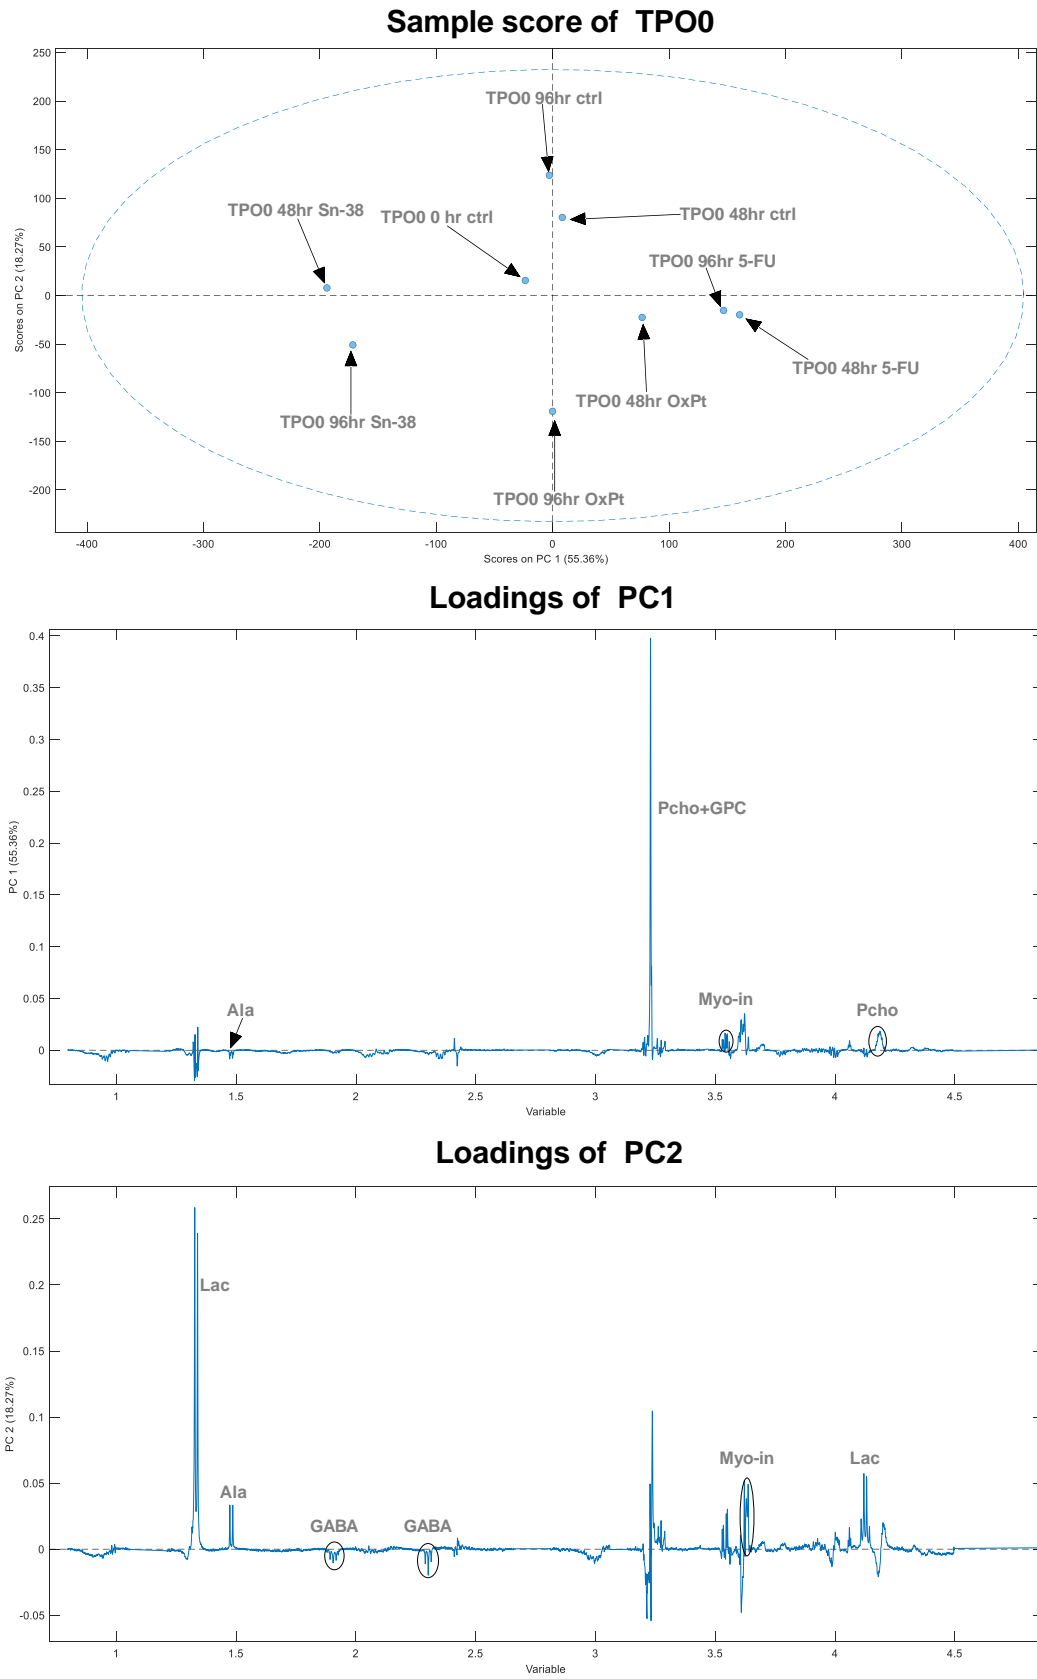 Sample score of TPO0
250
200
150
100
50
0
-50
-100
-150
-200
Scores on PC 2 (18.27%)
TPO0 96hr ctrl
TPO0 48hr Sn-38
TPO0 0 hr ctrl
TPO0 48hr ctrl
TPO0 96hr 5-FU
TPO0 48hr 5-FU
TPO0 48hr OxPt
TPO0 96hr Sn-38
TPO0 96hr OxPt
-400 -300 -200 -100 0 100 200 300 400
Scores on PC 1 (55.36%)
Loadings of PC1
0.4
0.35
0.3
0.25
0.2
0.15
0.1
0.05
0
PC 1 (55.36%)
Pcho+GPC
Ala
Myo-in
Pcho
1 1.5 2 2.5 3 3.5 4 4.5
Variable
Loadings of PC2
0.25
0.2
0.15
0.1
0.05
0
-0.05
PC 2 (18.27%)
Lac
Ala
GABA
GABA
Myo-in
Lac
1 1.5 2 2.5 3 3.5 4 4.5
Variable